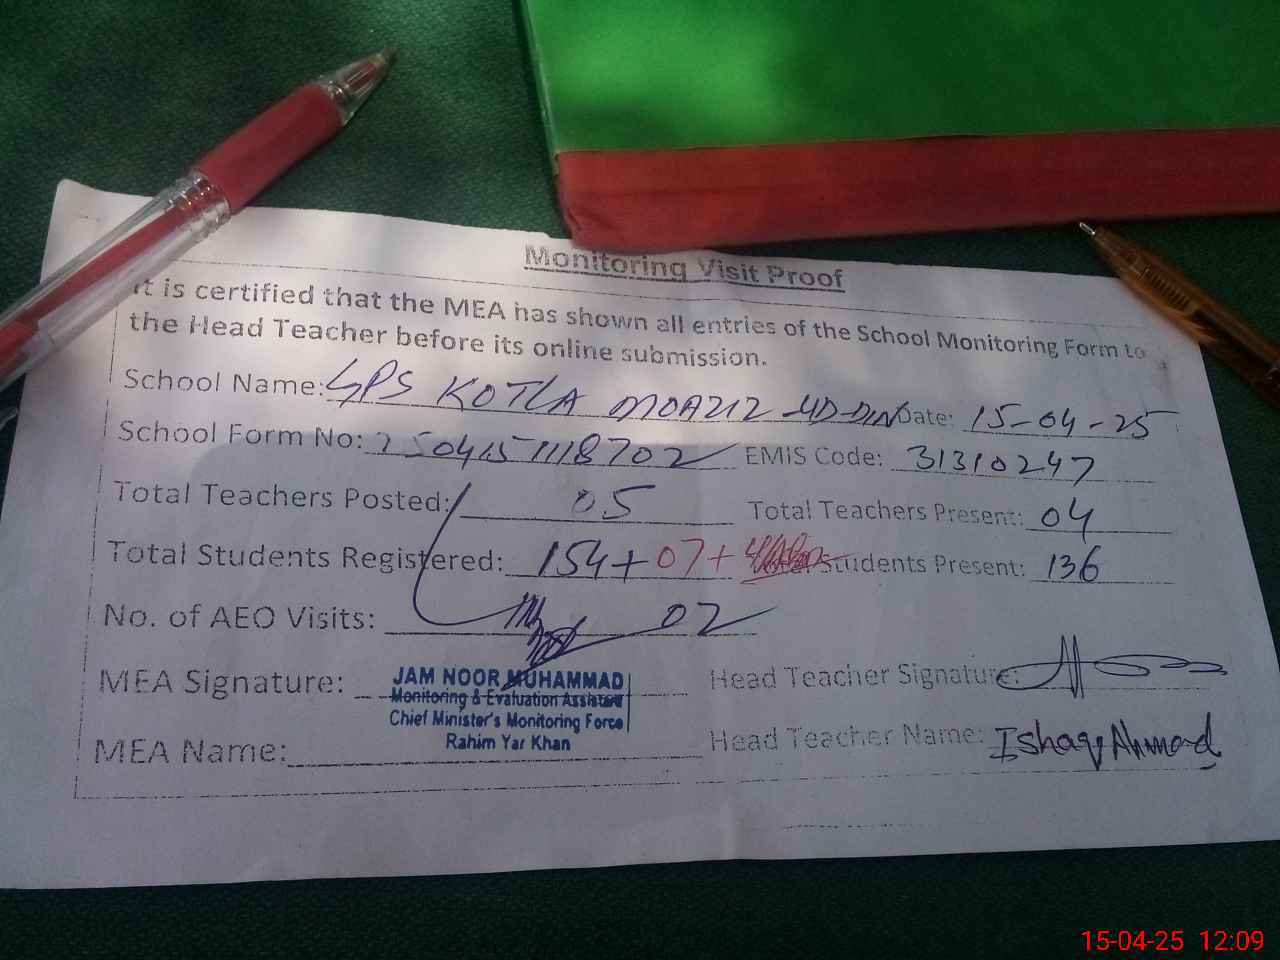 Monitoring Visit Proof
It is certified that the MEA has shown all entries of the School Monitoring Form to
the Head Teacher before its online submission.
School Name: GPS KOTLA MOAZIZ -UD-DIN Date: 15-04-25
School Form No: 2504151118702 EMIS Code: 31310247
Total Teachers Posted: 05 Total Teachers Present: 04
Total Students Registered: 154+07+ Students Present: 136
No. of AEO Visits: 02
MEA Signature: Head Teacher Signature:
JAM NOOR MUHAMMAD
Monitoring & Evaluation Assistant
Chief Minister's Monitoring Force
Rahim Yar Khan
MEA Name: Head Teacher Name: Ishaq Ahmad
15-04-25 12:09